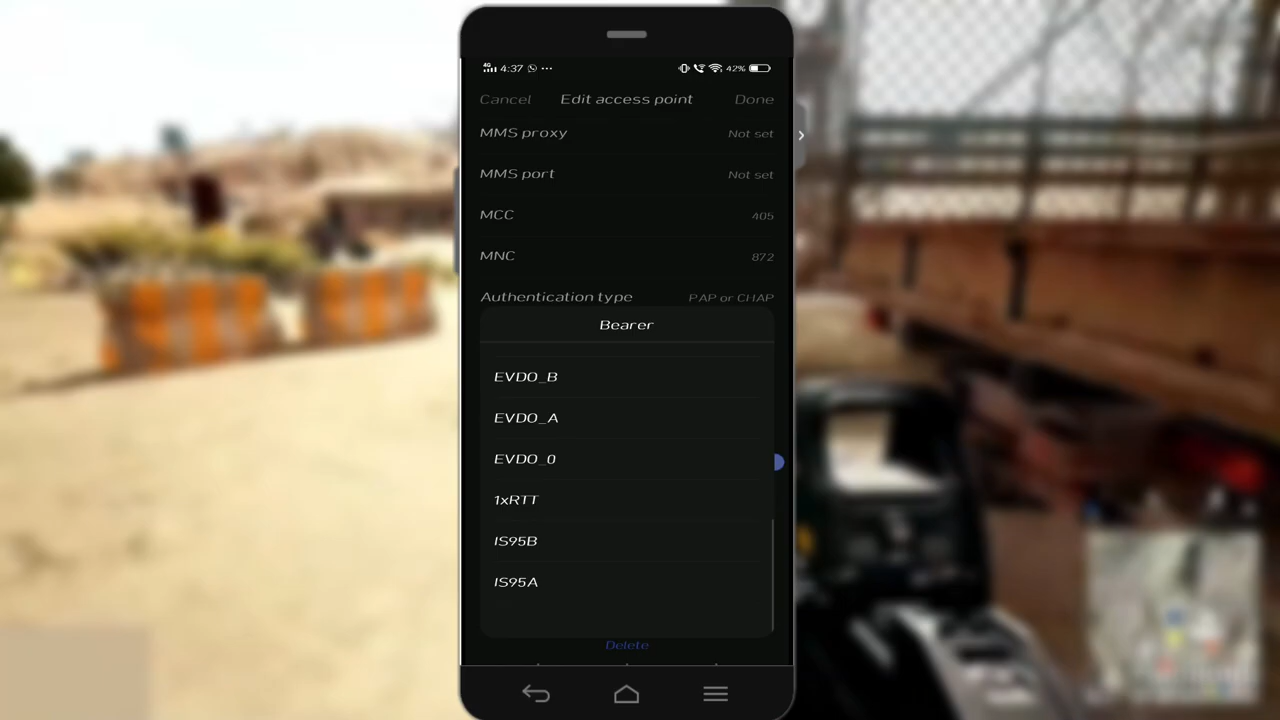 4G 4:37 ... 42%
Cancel Edit access point Done
MMS proxy Not set
MMS port Not set
MCC 405
MNC 872
Authentication type PAP or CHAP
Bearer
EVDO_B
EVDO_A
EVDO_0
1xRTT
IS95B
IS95A
Delete